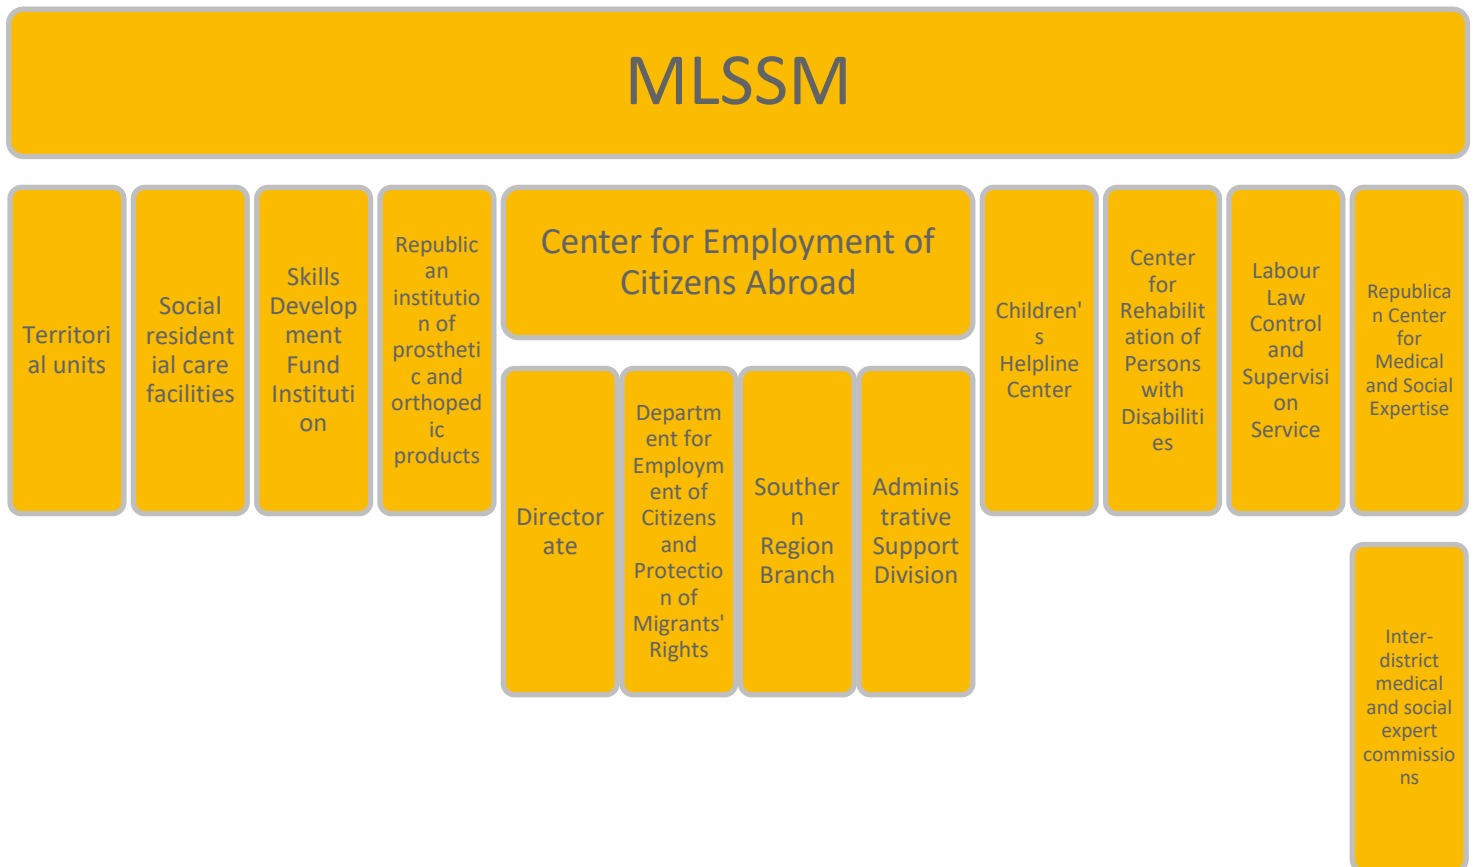 MLSSM
Territori
al units
Social
resident
ial care
facilities
Skills
Develop
ment
Fund
Instituti
on
Republic
an
institutio
n of
prostheti
c and
orthoped
ic
products
Center for Employment of
Citizens Abroad
Director
ate
Departm
ent for
Employm
ent of
Citizens
and
Protectio
n of
Migrants'
Rights
Souther
n
Region
Branch
Adminis
trative
Support
Division
Children'
s
Helpline
Center
Center
for
Rehabilit
ation of
Persons
with
Disabiliti
es
Labour
Law
Control
and
Supervisi
on
Service
Republica
n Center
for
Medical
and Social
Expertise
Inter-
district
medical
and social
expert
commissio
ns